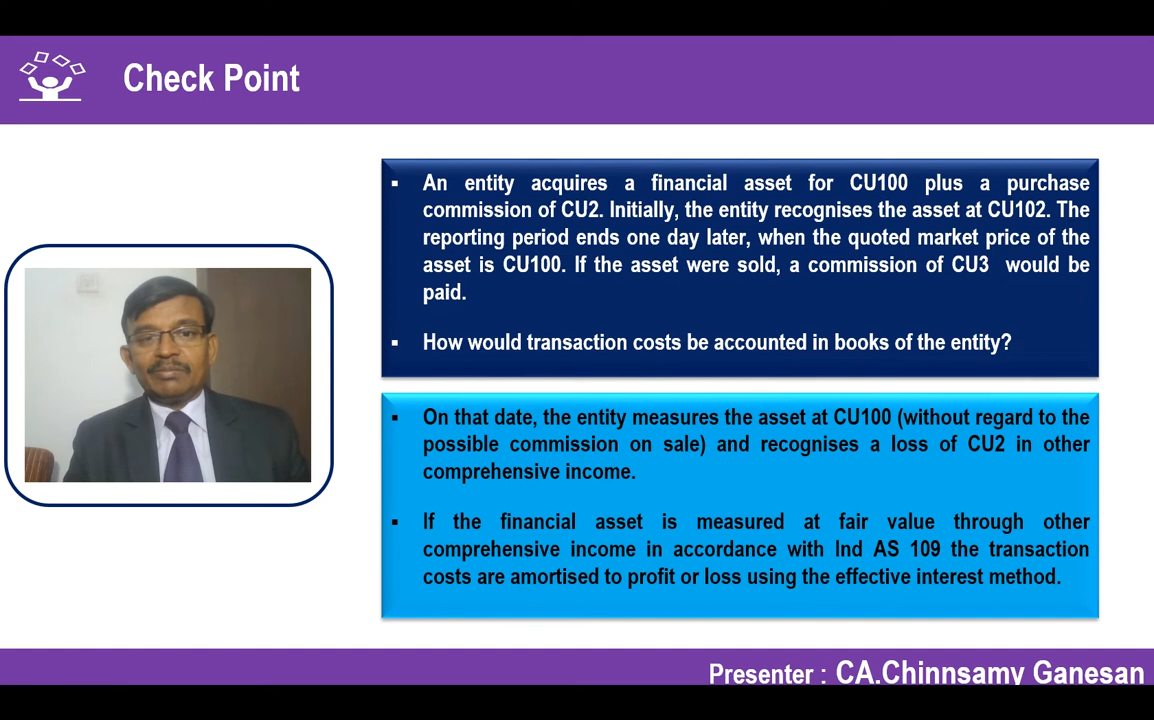 Check Point
▪ An entity acquires a financial asset for CU100 plus a purchase
commission of CU2. Initially, the entity recognises the asset at CU102. The
reporting period ends one day later, when the quoted market price of the
asset is CU100. If the asset were sold, a commission of CU3 would be
paid.
▪ How would transaction costs be accounted in books of the entity?
▪ On that date, the entity measures the asset at CU100 (without regard to the
possible commission on sale) and recognises a loss of CU2 in other
comprehensive income.
▪ If the financial asset is measured at fair value through other
comprehensive income in accordance with Ind AS 109 the transaction
costs are amortised to profit or loss using the effective interest method.
Presenter : CA.Chinnsamy Ganesan